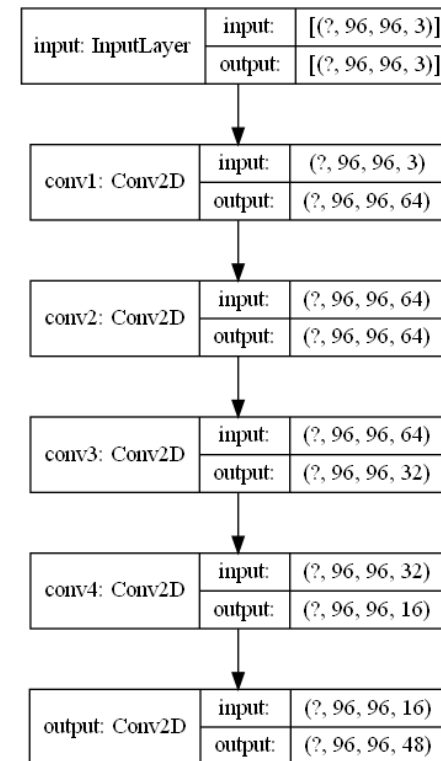 input: InputLayer
input: [(?, 96, 96, 3)]
output: [(?, 96, 96, 3)]
conv1: Conv2D
input: (?, 96, 96, 3)
output: (?, 96, 96, 64)
conv2: Conv2D
input: (?, 96, 96, 64)
output: (?, 96, 96, 64)
conv3: Conv2D
input: (?, 96, 96, 64)
output: (?, 96, 96, 32)
conv4: Conv2D
input: (?, 96, 96, 32)
output: (?, 96, 96, 16)
output: Conv2D
input: (?, 96, 96, 16)
output: (?, 96, 96, 48)